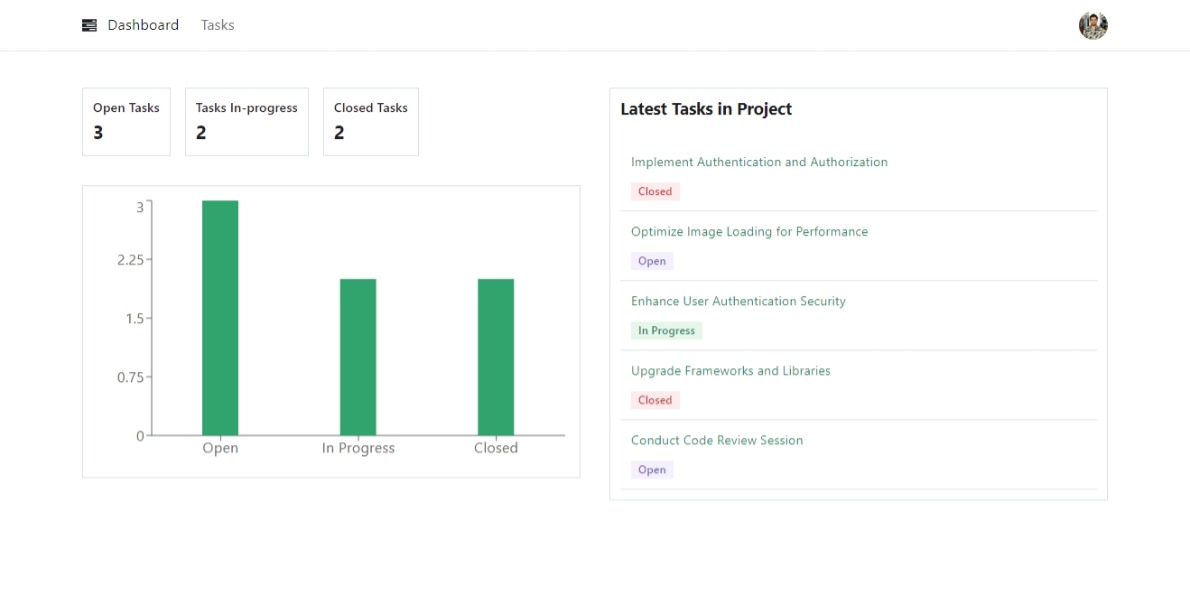 Dashboard Tasks
Open Tasks
3
Tasks In-progress
2
Closed Tasks
2
3
2.25
1.5
0.75
0
Open In Progress Closed
Latest Tasks in Project
Implement Authentication and Authorization
Closed
Optimize Image Loading for Performance
Open
Enhance User Authentication Security
In Progress
Upgrade Frameworks and Libraries
Closed
Conduct Code Review Session
Open